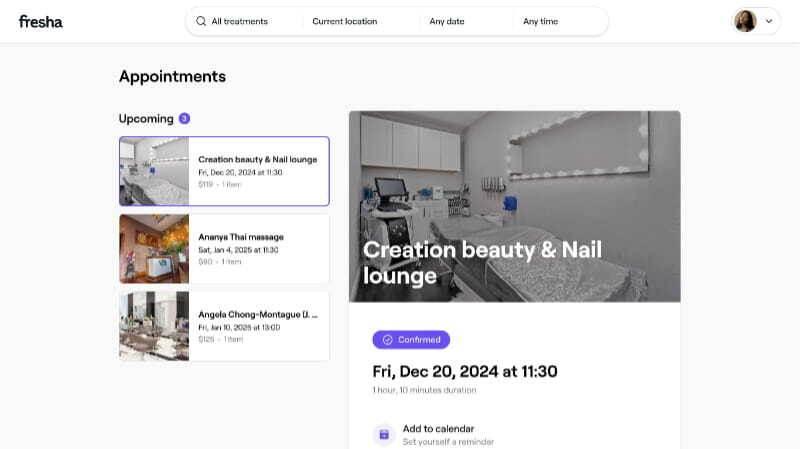 fresha
All treatments
Current location
Any date
Any time
Appointments
Upcoming 3
Creation beauty & Nail lounge
Fri, Dec 20, 2024 at 11:30
$119 • 1 item
Ananya Thai massage
Sat, Jan 4, 2025 at 11:30
$90 • 1 item
Angela Chong-Montague (J. ...
Fri, Jan 10, 2025 at 13:00
$126 • 1 item
Creation beauty & Nail
lounge
Confirmed
Fri, Dec 20, 2024 at 11:30
1 hour, 10 minutes duration
Add to calendar
Set yourself a reminder